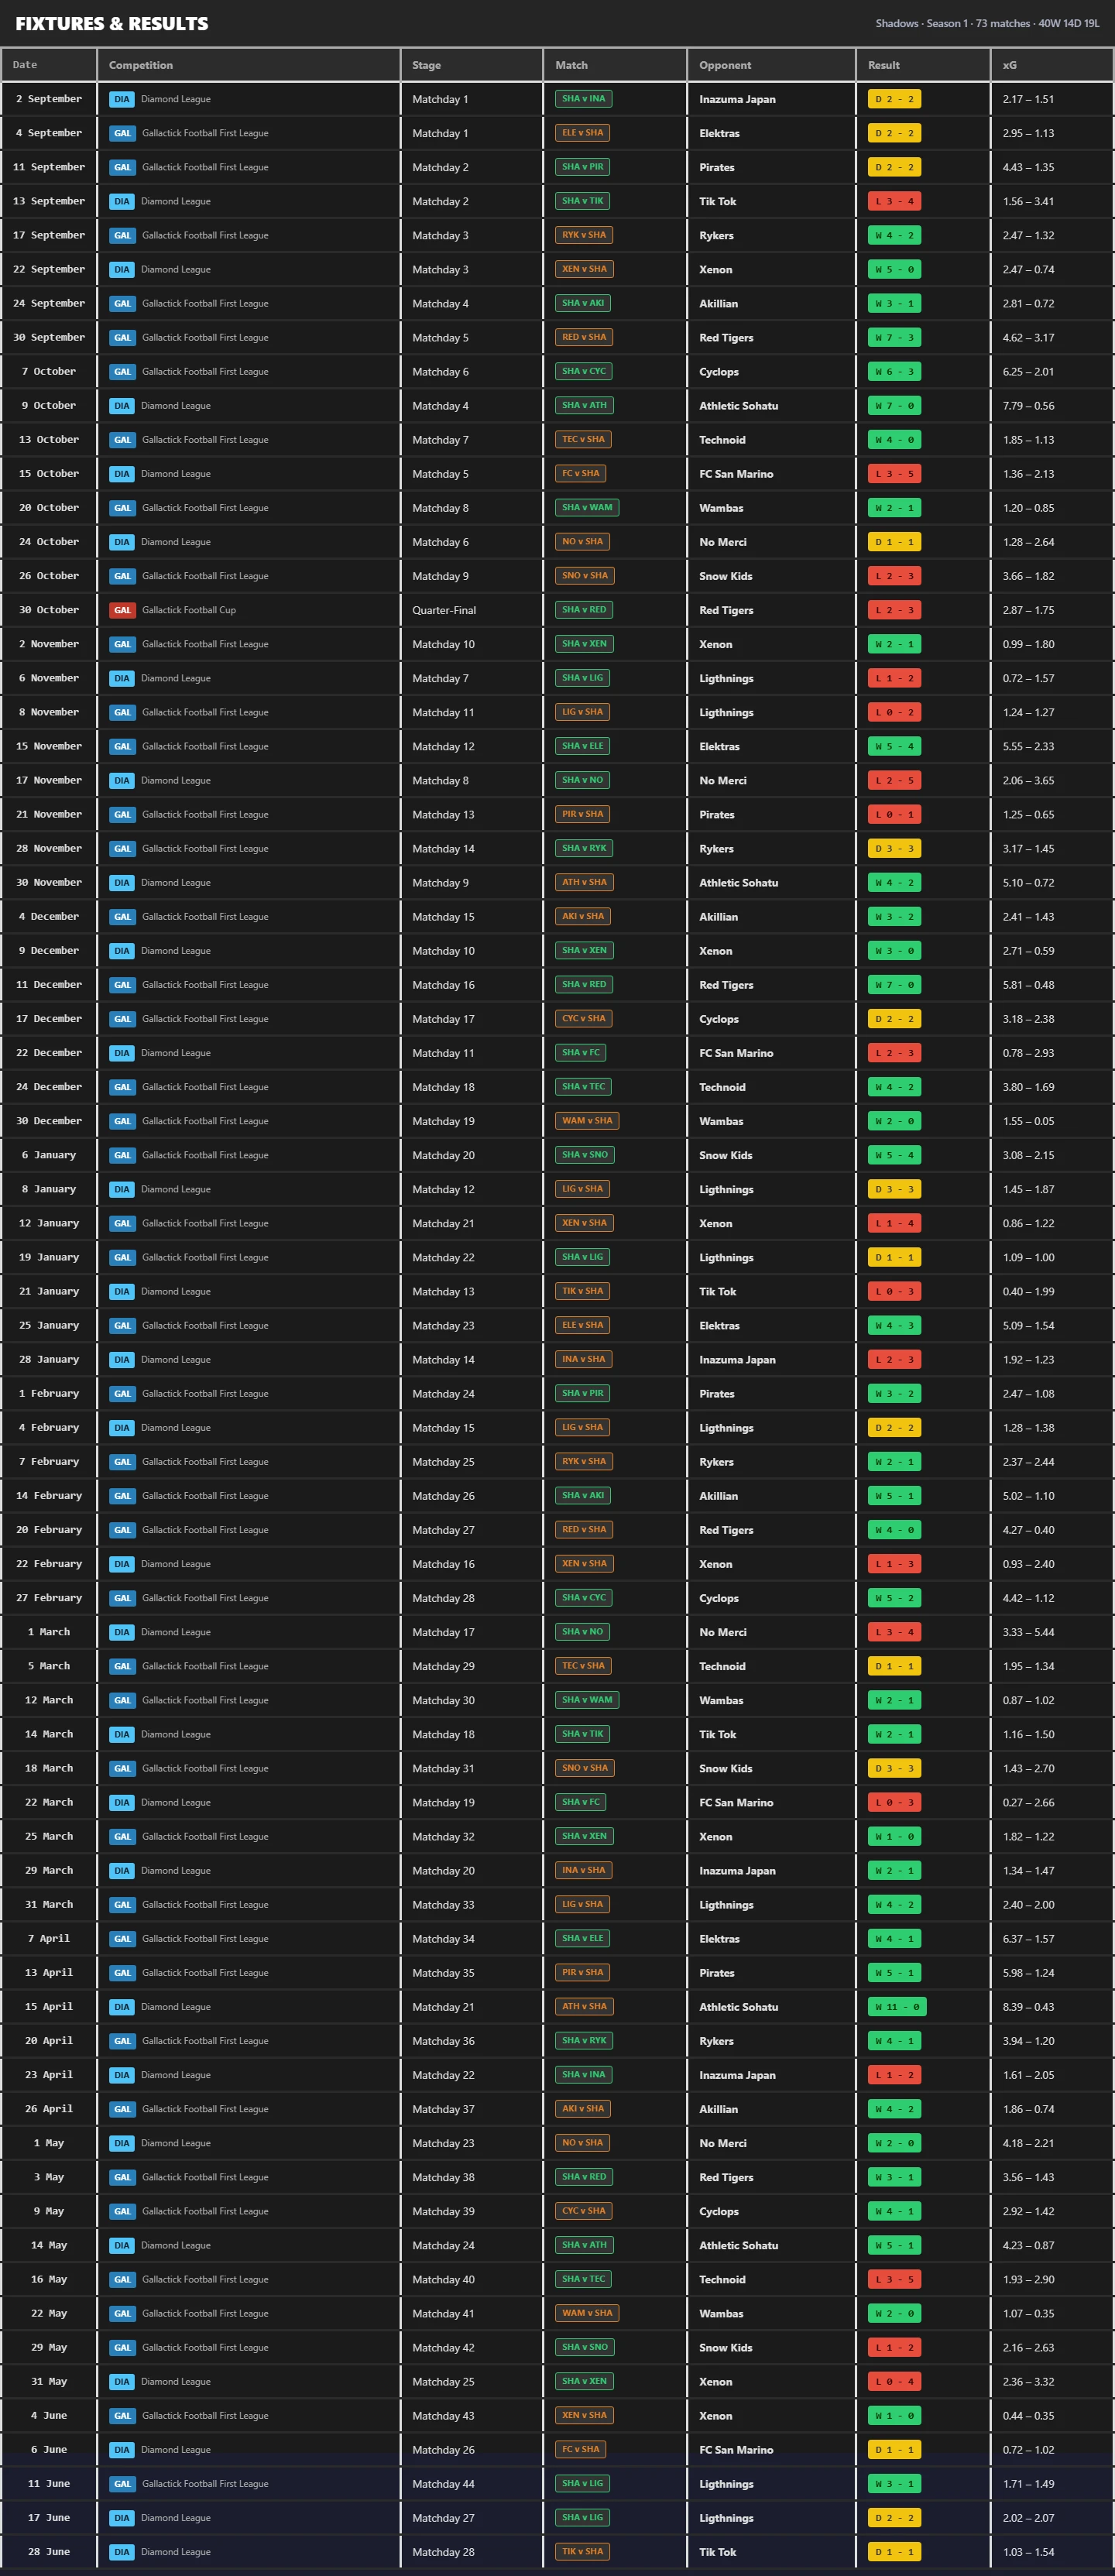 FIXTURES & RESULTS
Shadows · Season 1 · 73 matches · 40W 14D 19L
Date Competition Stage Match Opponent Result xG
2 September DIA Diamond League Matchday 1 SHA v INA Inazuma Japan D 2 - 2 2.17 – 1.51
4 September GAL Gallactick Football First League Matchday 1 ELE v SHA Elektras D 2 - 2 2.95 – 1.13
11 September GAL Gallactick Football First League Matchday 2 SHA v PIR Pirates D 2 - 2 4.43 – 1.35
13 September DIA Diamond League Matchday 2 SHA v TIK Tik Tok L 3 - 4 1.56 – 3.41
17 September GAL Gallactick Football First League Matchday 3 RYK v SHA Rykers W 4 - 2 2.47 – 1.32
22 September DIA Diamond League Matchday 3 XEN v SHA Xenon W 5 - 0 2.47 – 0.74
24 September GAL Gallactick Football First League Matchday 4 SHA v AKI Akillian W 3 - 1 2.81 – 0.72
30 September GAL Gallactick Football First League Matchday 5 RED v SHA Red Tigers W 7 - 3 4.62 – 3.17
7 October GAL Gallactick Football First League Matchday 6 SHA v CYC Cyclops W 6 - 3 6.25 – 2.01
9 October DIA Diamond League Matchday 4 SHA v ATH Athletic Sohatu W 7 - 0 7.79 – 0.56
13 October GAL Gallactick Football First League Matchday 7 TEC v SHA Technoid W 4 - 0 1.85 – 1.13
15 October DIA Diamond League Matchday 5 FC v SHA FC San Marino L 3 - 5 1.36 – 2.13
20 October GAL Gallactick Football First League Matchday 8 SHA v WAM Wambas W 2 - 1 1.20 – 0.85
24 October DIA Diamond League Matchday 6 NO v SHA No Merci D 1 - 1 1.28 – 2.64
26 October GAL Gallactick Football First League Matchday 9 SNO v SHA Snow Kids L 2 - 3 3.66 – 1.82
30 October GAL Gallactick Football Cup Quarter-Final SHA v RED Red Tigers L 2 - 3 2.87 – 1.75
2 November GAL Gallactick Football First League Matchday 10 SHA v XEN Xenon W 2 - 1 0.99 – 1.80
6 November DIA Diamond League Matchday 7 SHA v LIG Ligthnings L 1 - 2 0.72 – 1.57
8 November GAL Gallactick Football First League Matchday 11 LIG v SHA Ligthnings L 0 - 2 1.24 – 1.27
15 November GAL Gallactick Football First League Matchday 12 SHA v ELE Elektras W 5 - 4 5.55 – 2.33
17 November DIA Diamond League Matchday 8 SHA v NO No Merci L 2 - 5 2.06 – 3.65
21 November GAL Gallactick Football First League Matchday 13 PIR v SHA Pirates L 0 - 1 1.25 – 0.65
28 November GAL Gallactick Football First League Matchday 14 SHA v RYK Rykers D 3 - 3 3.17 – 1.45
30 November DIA Diamond League Matchday 9 ATH v SHA Athletic Sohatu W 4 - 2 5.10 – 0.72
4 December GAL Gallactick Football First League Matchday 15 AKI v SHA Akillian W 3 - 2 2.41 – 1.43
9 December DIA Diamond League Matchday 10 SHA v XEN Xenon W 3 - 0 2.71 – 0.59
11 December GAL Gallactick Football First League Matchday 16 SHA v RED Red Tigers W 7 - 0 5.81 – 0.48
17 December GAL Gallactick Football First League Matchday 17 CYC v SHA Cyclops D 2 - 2 3.18 – 2.38
22 December DIA Diamond League Matchday 11 SHA v FC FC San Marino L 2 - 3 0.78 – 2.93
24 December GAL Gallactick Football First League Matchday 18 SHA v TEC Technoid W 4 - 2 3.80 – 1.69
30 December GAL Gallactick Football First League Matchday 19 WAM v SHA Wambas W 2 - 0 1.55 – 0.05
6 January GAL Gallactick Football First League Matchday 20 SHA v SNO Snow Kids W 5 - 4 3.08 – 2.15
8 January DIA Diamond League Matchday 12 LIG v SHA Ligthnings D 3 - 3 1.45 – 1.87
12 January GAL Gallactick Football First League Matchday 21 XEN v SHA Xenon L 1 - 4 0.86 – 1.22
19 January GAL Gallactick Football First League Matchday 22 SHA v LIG Ligthnings D 1 - 1 1.09 – 1.00
21 January DIA Diamond League Matchday 13 TIK v SHA Tik Tok L 0 - 3 0.40 – 1.99
25 January GAL Gallactick Football First League Matchday 23 ELE v SHA Elektras W 4 - 3 5.09 – 1.54
28 January DIA Diamond League Matchday 14 INA v SHA Inazuma Japan L 2 - 3 1.92 – 1.23
1 February GAL Gallactick Football First League Matchday 24 SHA v PIR Pirates W 3 - 2 2.47 – 1.08
4 February DIA Diamond League Matchday 15 LIG v SHA Ligthnings D 2 - 2 1.28 – 1.38
7 February GAL Gallactick Football First League Matchday 25 RYK v SHA Rykers W 2 - 1 2.37 – 2.44
14 February GAL Gallactick Football First League Matchday 26 SHA v AKI Akillian W 5 - 1 5.02 – 1.10
20 February GAL Gallactick Football First League Matchday 27 RED v SHA Red Tigers W 4 - 0 4.27 – 0.40
22 February DIA Diamond League Matchday 16 XEN v SHA Xenon L 1 - 3 0.93 – 2.40
27 February GAL Gallactick Football First League Matchday 28 SHA v CYC Cyclops W 5 - 2 4.42 – 1.12
1 March DIA Diamond League Matchday 17 SHA v NO No Merci L 3 - 4 3.33 – 5.44
5 March GAL Gallactick Football First League Matchday 29 TEC v SHA Technoid D 1 - 1 1.95 – 1.34
12 March GAL Gallactick Football First League Matchday 30 SHA v WAM Wambas W 2 - 1 0.87 – 1.02
14 March DIA Diamond League Matchday 18 SHA v TIK Tik Tok W 2 - 1 1.16 – 1.50
18 March GAL Gallactick Football First League Matchday 31 SNO v SHA Snow Kids D 3 - 3 1.43 – 2.70
22 March DIA Diamond League Matchday 19 SHA v FC FC San Marino L 0 - 3 0.27 – 2.66
25 March GAL Gallactick Football First League Matchday 32 SHA v XEN Xenon W 1 - 0 1.82 – 1.22
29 March DIA Diamond League Matchday 20 INA v SHA Inazuma Japan W 2 - 1 1.34 – 1.47
31 March GAL Gallactick Football First League Matchday 33 LIG v SHA Ligthnings W 4 - 2 2.40 – 2.00
7 April GAL Gallactick Football First League Matchday 34 SHA v ELE Elektras W 4 - 1 6.37 – 1.57
13 April GAL Gallactick Football First League Matchday 35 PIR v SHA Pirates W 5 - 1 5.98 – 1.24
15 April DIA Diamond League Matchday 21 ATH v SHA Athletic Sohatu W 11 - 0 8.39 – 0.43
20 April GAL Gallactick Football First League Matchday 36 SHA v RYK Rykers W 4 - 1 3.94 – 1.20
23 April DIA Diamond League Matchday 22 SHA v INA Inazuma Japan L 1 - 2 1.61 – 2.05
26 April GAL Gallactick Football First League Matchday 37 AKI v SHA Akillian W 4 - 2 1.86 – 0.74
1 May DIA Diamond League Matchday 23 NO v SHA No Merci W 2 - 0 4.18 – 2.21
3 May GAL Gallactick Football First League Matchday 38 SHA v RED Red Tigers W 3 - 1 3.56 – 1.43
9 May GAL Gallactick Football First League Matchday 39 CYC v SHA Cyclops W 4 - 1 2.92 – 1.42
14 May DIA Diamond League Matchday 24 SHA v ATH Athletic Sohatu W 5 - 1 4.23 – 0.87
16 May GAL Gallactick Football First League Matchday 40 SHA v TEC Technoid L 3 - 5 1.93 – 2.90
22 May GAL Gallactick Football First League Matchday 41 WAM v SHA Wambas W 2 - 0 1.07 – 0.35
29 May GAL Gallactick Football First League Matchday 42 SHA v SNO Snow Kids L 1 - 2 2.16 – 2.63
31 May DIA Diamond League Matchday 25 SHA v XEN Xenon L 0 - 4 2.36 – 3.32
4 June GAL Gallactick Football First League Matchday 43 XEN v SHA Xenon W 1 - 0 0.44 – 0.35
6 June DIA Diamond League Matchday 26 FC v SHA FC San Marino D 1 - 1 0.72 – 1.02
11 June GAL Gallactick Football First League Matchday 44 SHA v LIG Ligthnings W 3 - 1 1.71 – 1.49
17 June DIA Diamond League Matchday 27 SHA v LIG Ligthnings D 2 - 2 2.02 – 2.07
28 June DIA Diamond League Matchday 28 TIK v SHA Tik Tok D 1 - 1 1.03 – 1.54